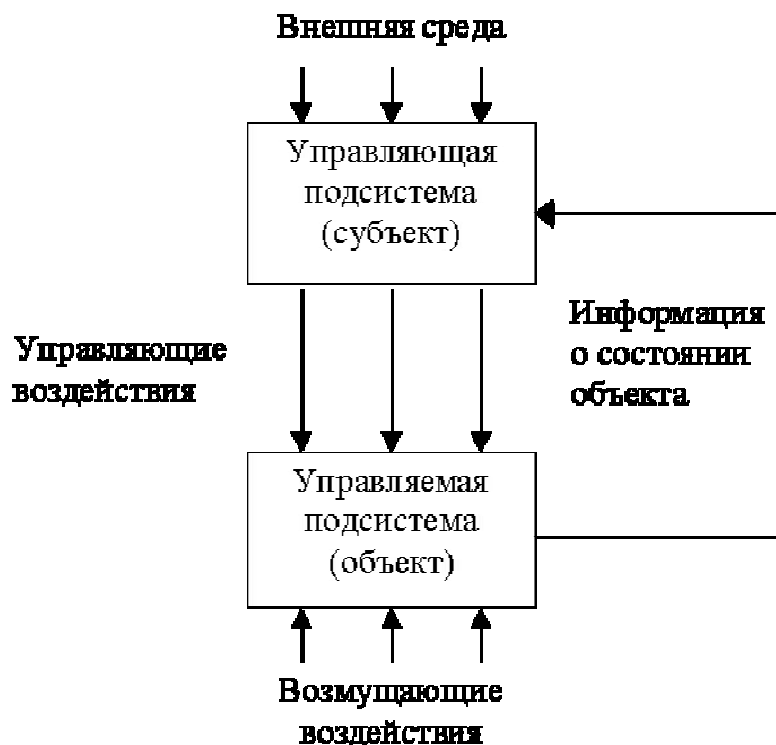 Внешняя среда
Управляющая
подсистема
(субъект)
Управляющие
воздействия
Информация
о состоянии
объекта
Управляемая
подсистема
(объект)
Возмущающие
воздействия